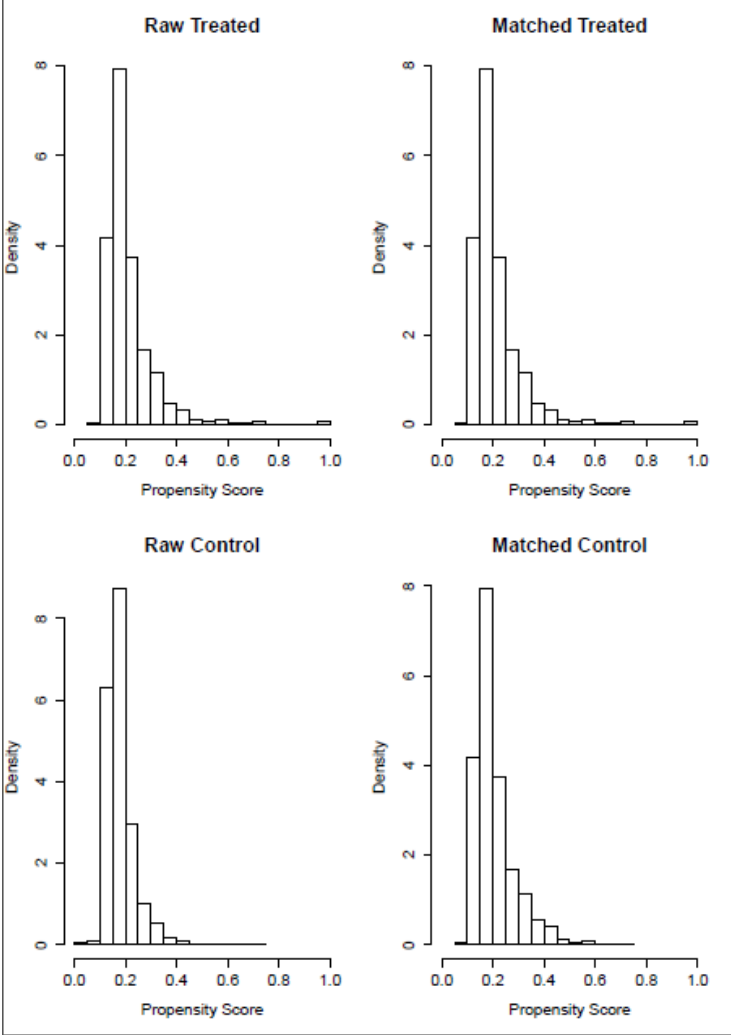 Raw Treated
Density
0 2 4 6 8
0.0 0.2 0.4 0.6 0.8 1.0
Propensity Score
Matched Treated
Density
0 2 4 6 8
0.0 0.2 0.4 0.6 0.8 1.0
Propensity Score
Raw Control
Density
0 2 4 6 8
0.0 0.2 0.4 0.6 0.8 1.0
Propensity Score
Matched Control
Density
0 2 4 6 8
0.0 0.2 0.4 0.6 0.8 1.0
Propensity Score